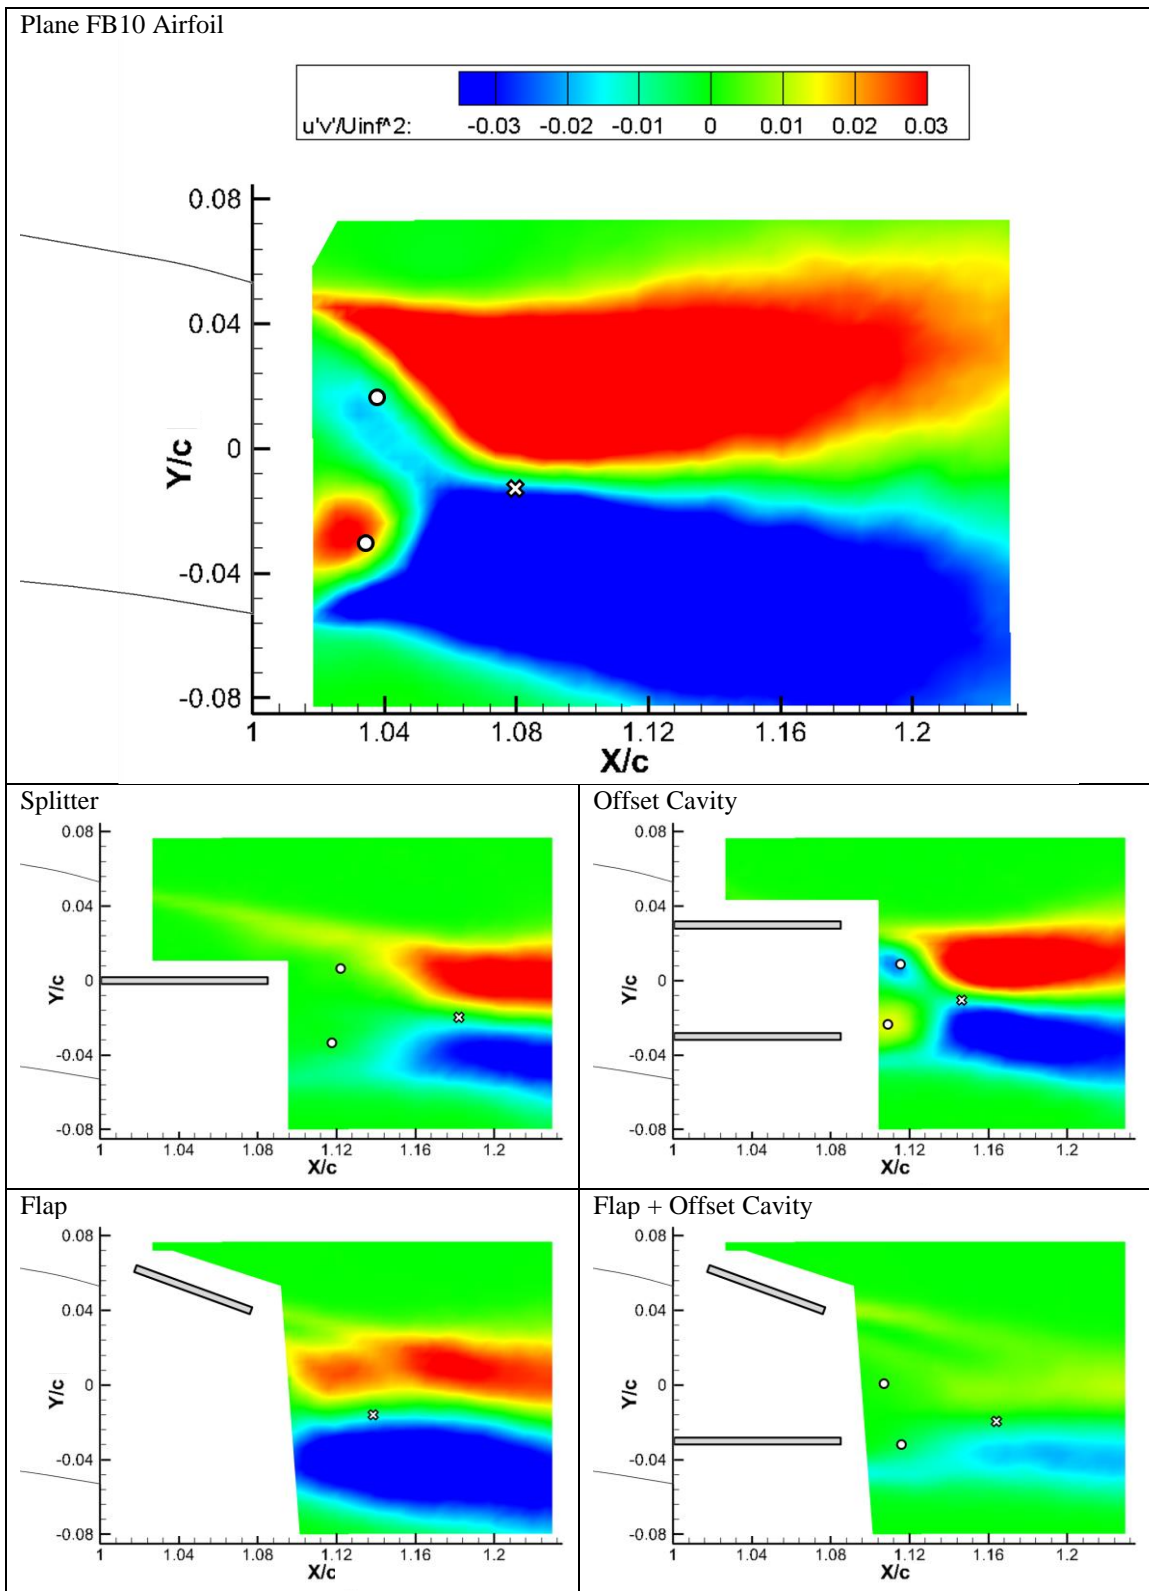 Plane FB10 Airfoil
u'v'/Uinf^2: -0.03 -0.02 -0.01 0 0.01 0.02 0.03
0.08
0.04
0
-0.04
-0.08
Y/c
1 1.04 1.08 1.12 1.16 1.2
X/c
Splitter
0.08
0.04
0
-0.04
-0.08
Y/c
1 1.04 1.08 1.12 1.16 1.2
X/c
Offset Cavity
0.08
0.04
0
-0.04
-0.08
Y/c
1 1.04 1.08 1.12 1.16 1.2
X/c
Flap
0.08
0.04
0
-0.04
-0.08
Y/c
1 1.04 1.08 1.12 1.16 1.2
X/c
Flap + Offset Cavity
0.08
0.04
0
-0.04
-0.08
Y/c
1 1.04 1.08 1.12 1.16 1.2
X/c